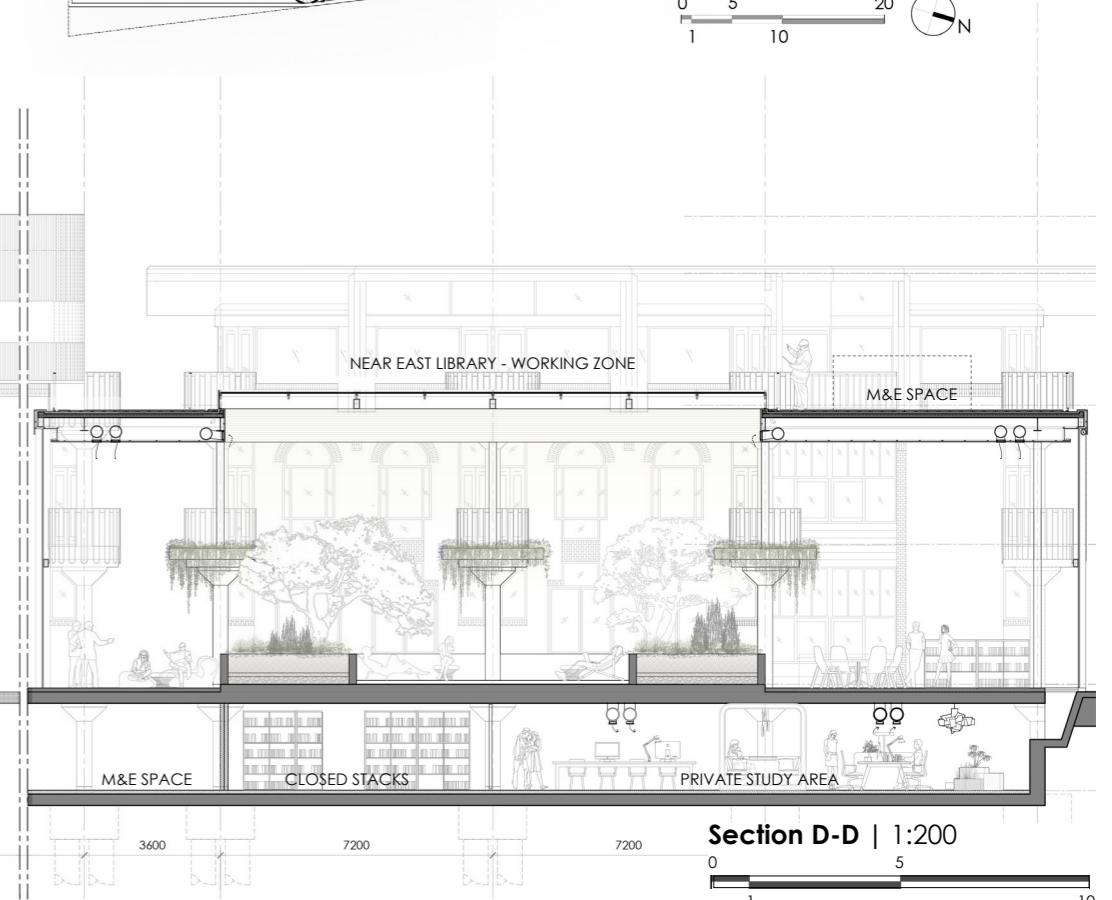 0 5 20
1 10
N
NEAR EAST LIBRARY - WORKING ZONE
M&E SPACE
M&E SPACE CLOSED STACKS PRIVATE STUDY AREA
3600 7200 7200
Section D-D | 1:200
0 5
1 10